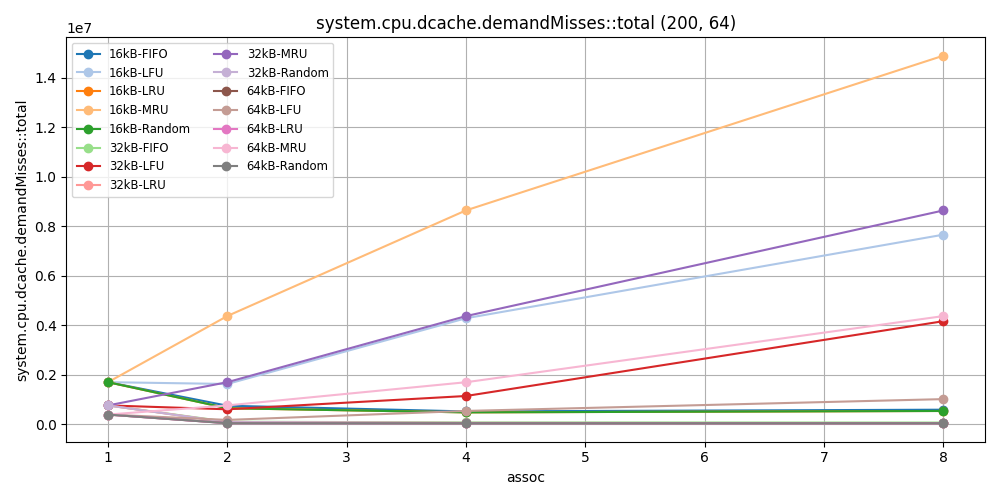 system.cpu.dcache.demandMisses::total (200, 64)
1e7
16kB-FIFO
16kB-LFU
16kB-LRU
16kB-MRU
16kB-Random
32kB-FIFO
32kB-LFU
32kB-LRU
32kB-MRU
32kB-Random
64kB-FIFO
64kB-LFU
64kB-LRU
64kB-MRU
64kB-Random
system.cpu.dcache.demandMisses::total
1.4
1.2
1.0
0.8
0.6
0.4
0.2
0.0
1 2 3 4 5 6 7 8
assoc